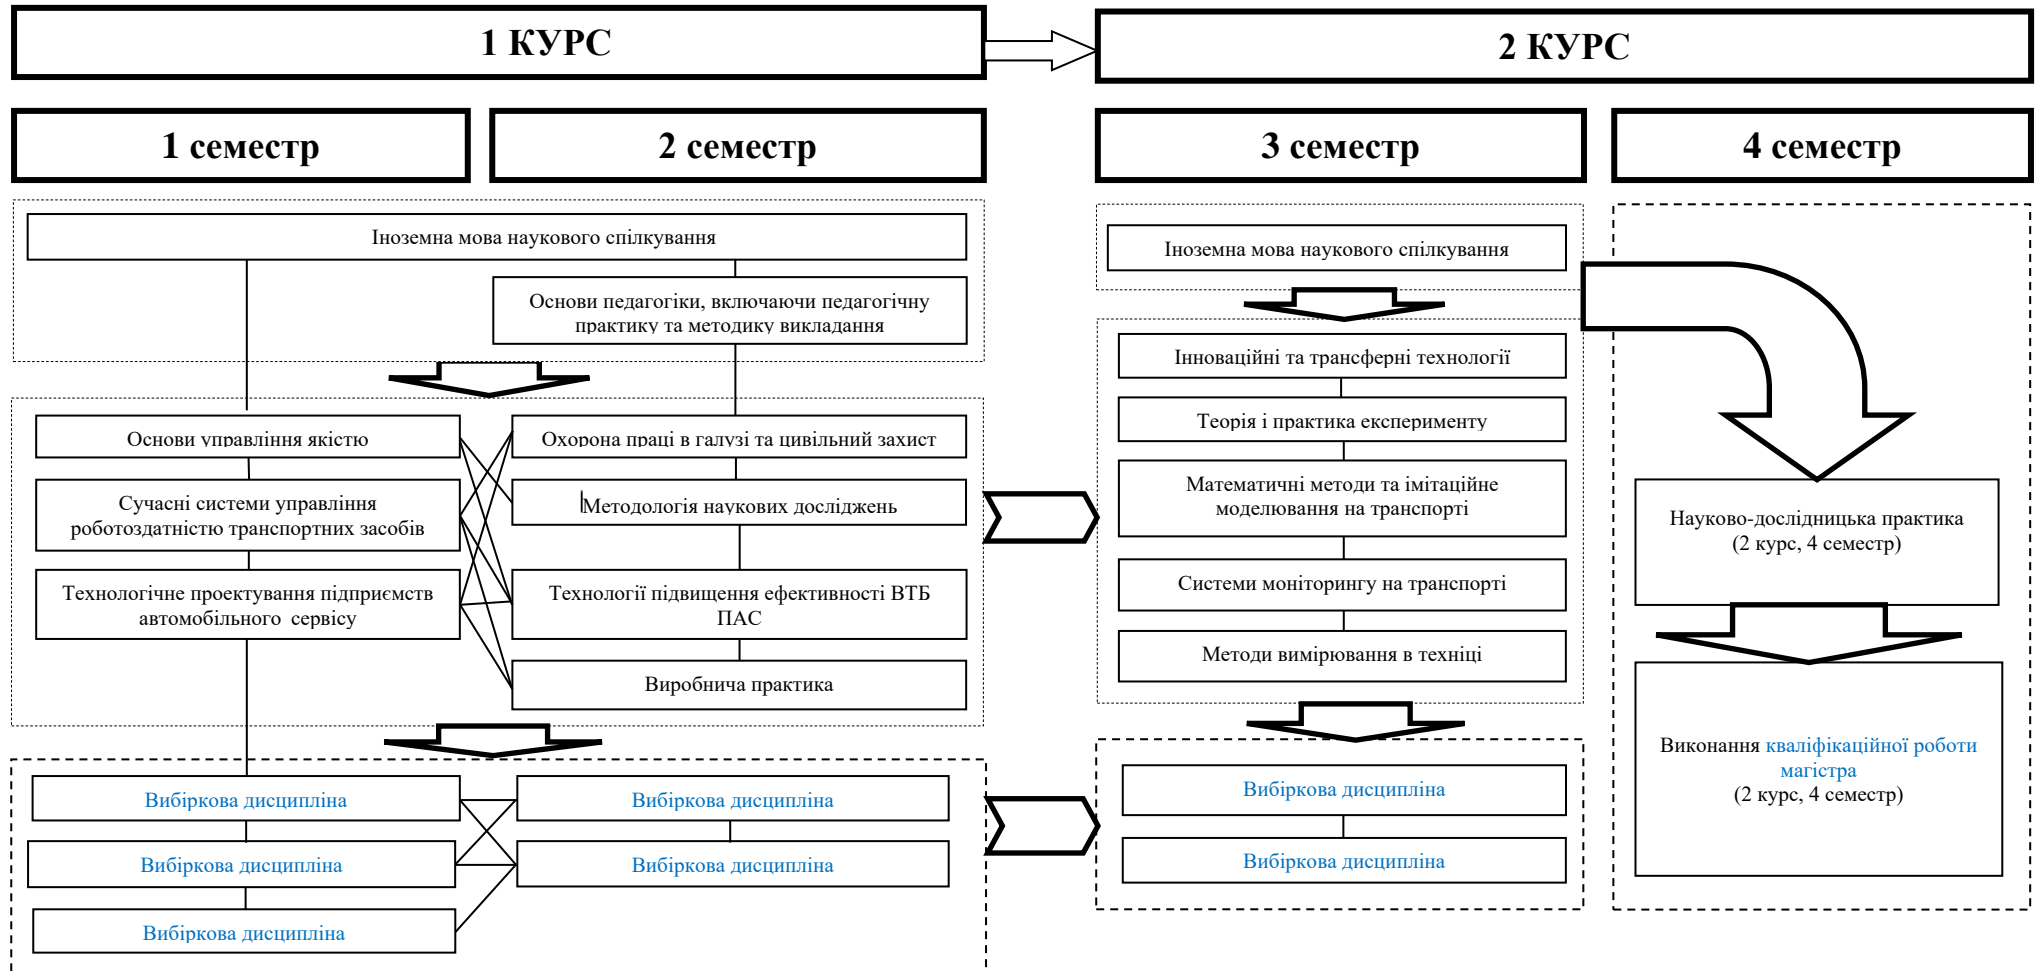 1 КУРС
2 КУРС
1 семестр
2 семестр
3 семестр
4 семестр
Іноземна мова наукового спілкування
Основи педагогіки, включаючи педагогічну
практику та методику викладання
Основи управління якістю
Сучасні системи управління
роботоздатністю транспортних засобів
Технологічне проектування підприємств
автомобільного сервісу
Охорона праці в галузі та цивільний захист
Методологія наукових досліджень
Технології підвищення ефективності ВТБ
ПАС
Виробнича практика
Вибіркова дисципліна
Вибіркова дисципліна
Вибіркова дисципліна
Вибіркова дисципліна
Вибіркова дисципліна
Іноземна мова наукового спілкування
Інноваційні та трансферні технології
Теорія і практика експерименту
Математичні методи та імітаційне
моделювання на транспорті
Системи моніторингу на транспорті
Методи вимірювання в техніці
Вибіркова дисципліна
Вибіркова дисципліна
Науково-дослідницька практика
(2 курс, 4 семестр)
Виконання кваліфікаційної роботи
магістра
(2 курс, 4 семестр)